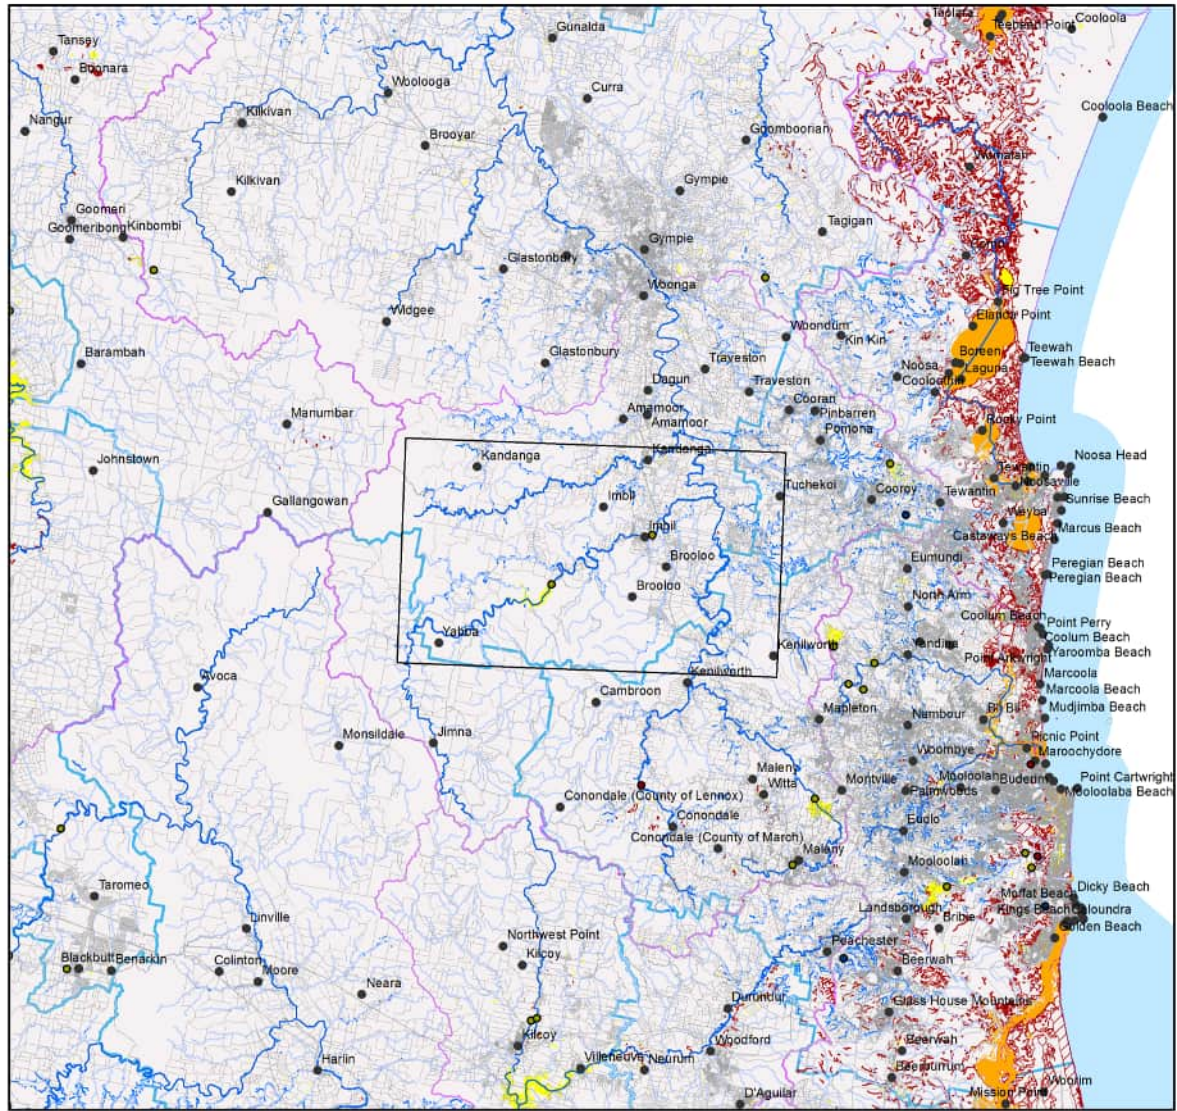 Teebeah Point
Cooloola
Gunalda
Tansey
Boonara
Woolooga
Curra
Cooloola Beach
Kilkivan
Nangur
Brooyar
Goomboorian
Kilkivan
Gympie
Goomeri
Goomeribong
Kinbombi
Tagigan
Gympie
Glastonbury
Woonga
Fig Tree Point
Widgee
Elanda Point
Woondum
Kin Kin
Teewah
Teewah Beach
Barambah
Glastonbury
Traveston
Boreen
Noosa
Laguna
Dagun
Traveston
Cooran
Amamoor
Amamoor
Pinbarren
Pomona
Manumbar
Rocky Point
Kandanga
Kandanga
Noosa Head
Johnstown
Tewantin
Noosaville
Tuchekoi
Cooroy
Tewantin
Sunrise Beach
Gallangowan
Imbil
Weyba
Imbil
Castaways Beach
Marcus Beach
Brooloo
Eumundi
Peregian Beach
Peregian Beach
Brooloo
North Arm
Coolum Beach
Point Perry
Coolum Beach
Yabba
Kenilworth
Yandina
Yaroomba Beach
Point Arkwright
Avoca
Kenilworth
Marcoola
Marcoola Beach
Cambroon
Mapleton
Nambour
Bli Bli
Mudjimba Beach
Monsildale
Jimna
Woombye
Picnic Point
Maroochydore
Maleny
Witta
Montville
Mooloolah
Buderim
Point Cartwright
Palmwoods
Mooloolaba Beach
Conondale (County of Lennox)
Conondale
Eudlo
Conondale (County of March)
Maleny
Mooloolah
Taromeo
Moffat Beach
Dicky Beach
Landsborough
Kings Beach
Caloundra
Linville
Bribie
Golden Beach
Northwest Point
Peachester
Blackbutt
Benarkin
Colinton
Moore
Kilcoy
Beerwah
Neara
Durundur
Glass House Mountains
Kilcoy
Woodford
Beerwah
Harlin
Villeneuve
Neurum
Beerburrum
Woorim
D'Aguilar
Mission Point